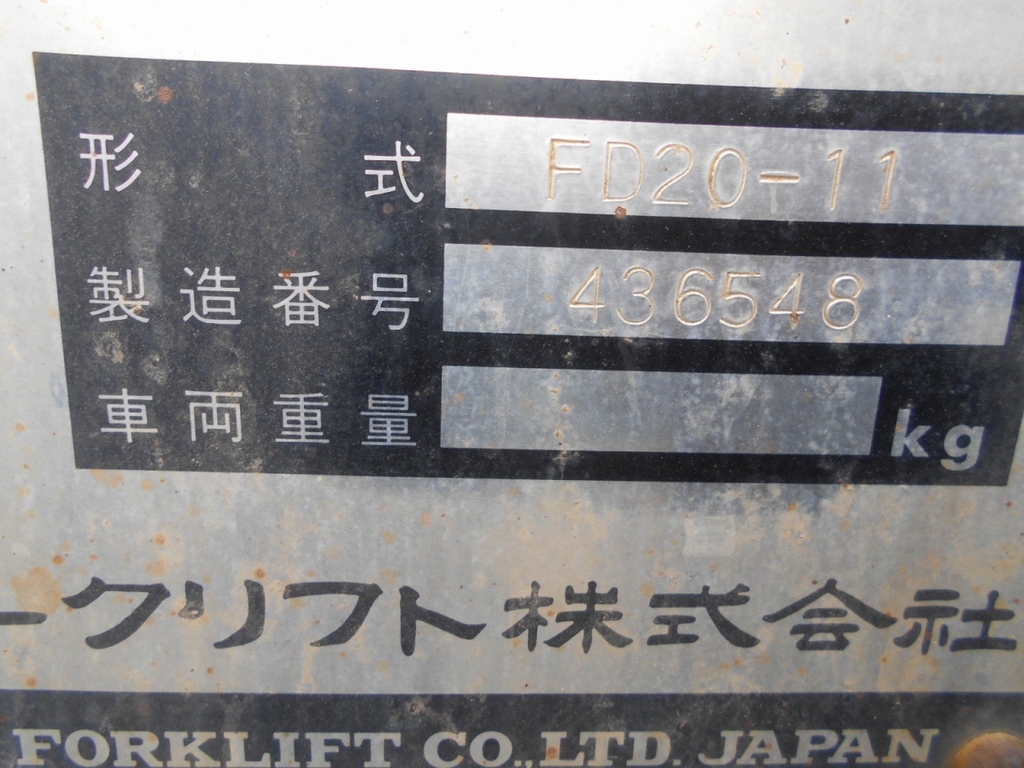 形式 FD20-11
製造番号 436548
車両重量 kg
ークリフト株式会社
FORKLIFT CO.,LTD. JAPAN